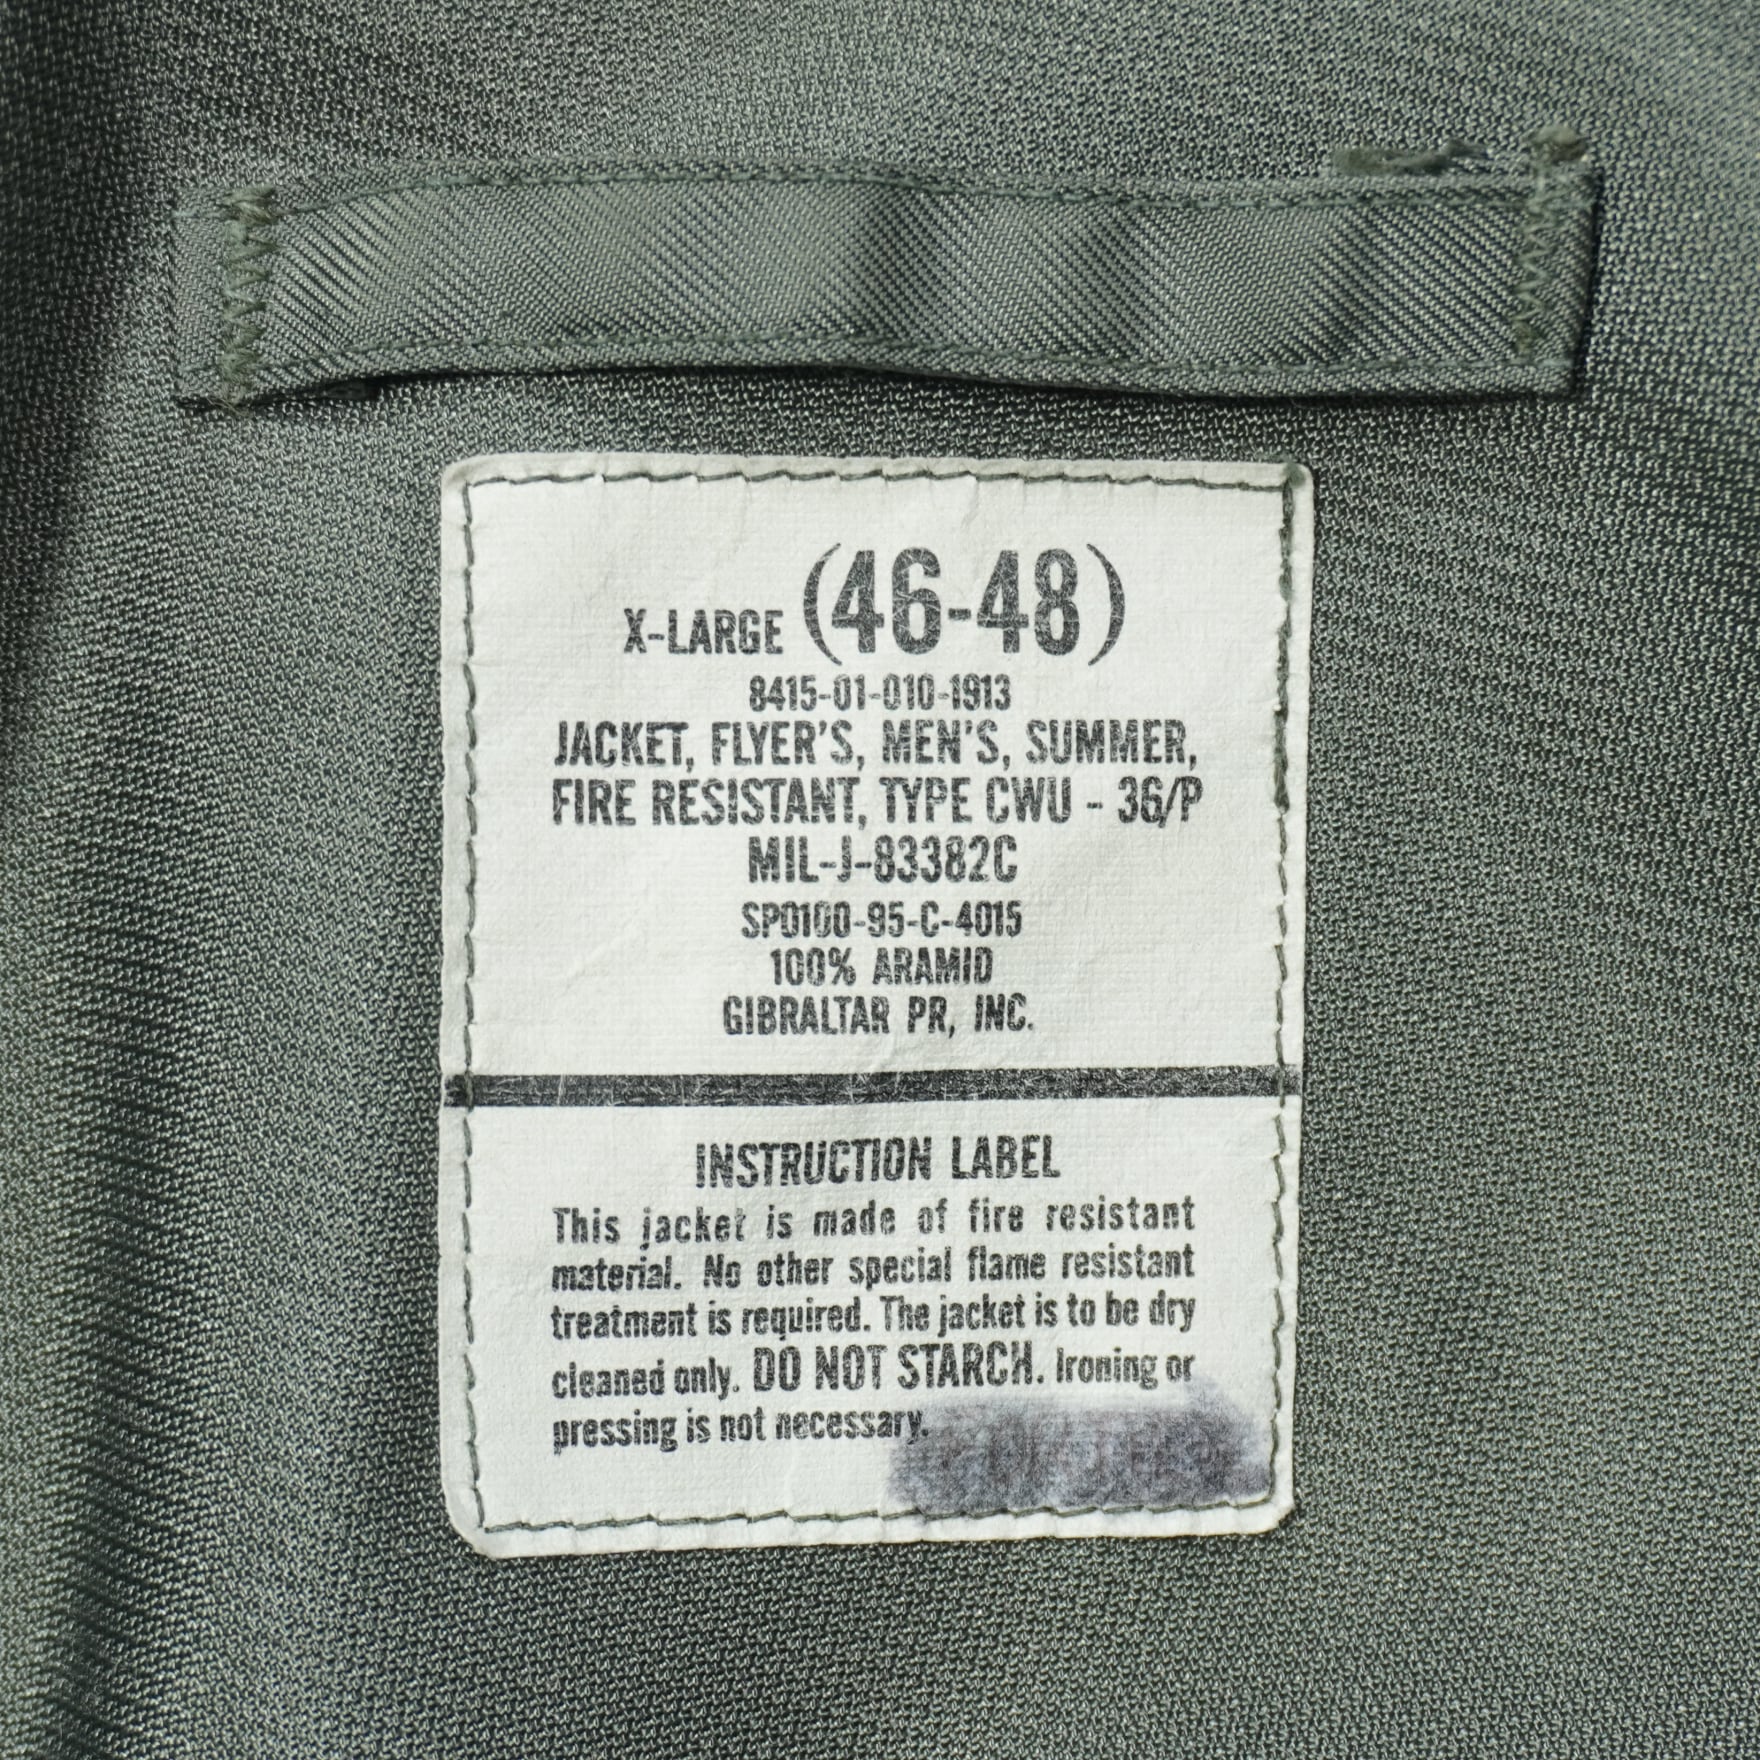 X-LARGE (46-48)
8415-01-010-1913
JACKET, FLYER'S, MEN'S, SUMMER,
FIRE RESISTANT, TYPE CWU - 36/P
MIL-J-83382C
SP0100-95-C-4015
100% ARAMID
GIBRALTAR PR, INC.
INSTRUCTION LABEL
This jacket is made of fire resistant
material. No other special flame resistant
treatment is required. The jacket is to be dry
cleaned only. DO NOT STARCH. Ironing or
pressing is not necessary.